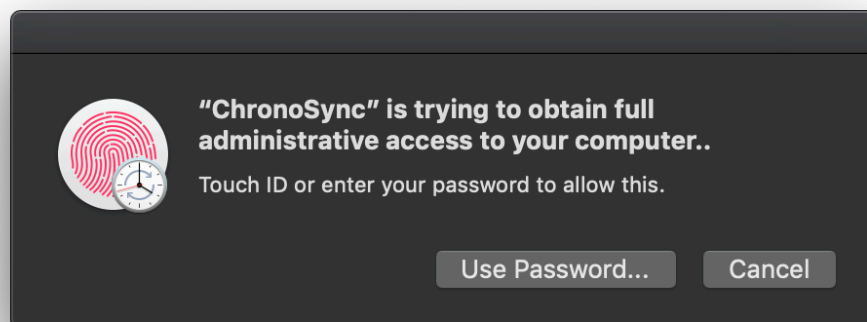 “ChronoSync” is trying to obtain full
administrative access to your computer..
Touch ID or enter your password to allow this.
Use Password... Cancel